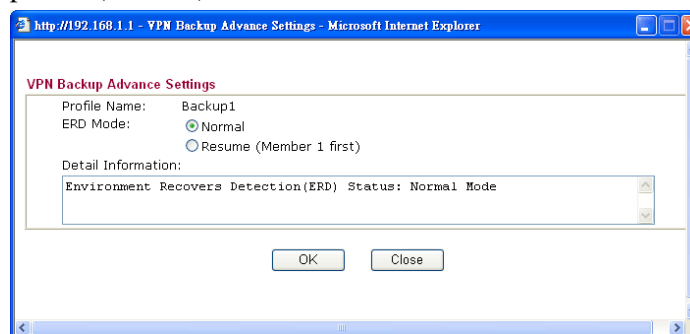 http://192.168.1.1 - VPN Backup Advance Settings - Microsoft Internet Explorer
VPN Backup Advance Settings
Profile Name: Backup1
ERD Mode: Normal
Resume (Member 1 first)
Detail Information:
Environment Recovers Detection(ERD) Status: Normal Mode
OK Close